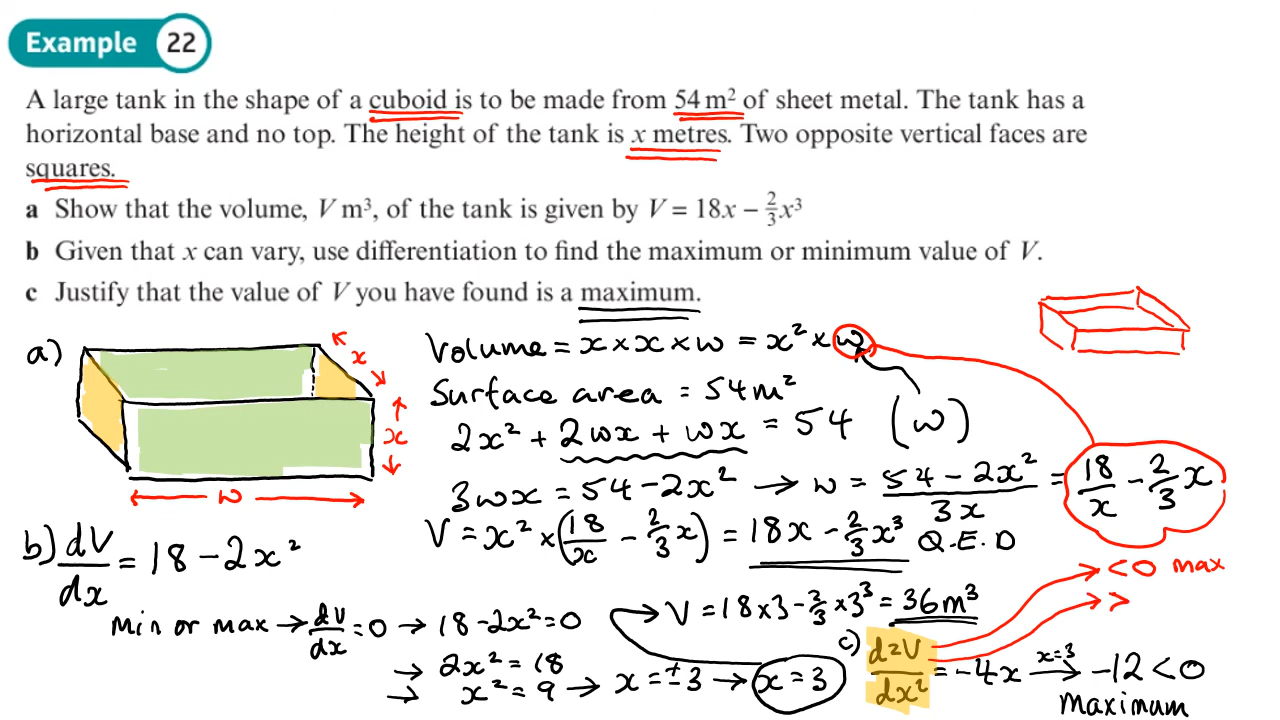 Example 22
A large tank in the shape of a cuboid is to be made from 54 m² of sheet metal. The tank has a
horizontal base and no top. The height of the tank is x metres. Two opposite vertical faces are
squares.
a Show that the volume, V m³, of the tank is given by V = 18x − 2/3x³
b Given that x can vary, use differentiation to find the maximum or minimum value of V.
c Justify that the value of V you have found is a maximum.
a)
x
x
w
Volume = x × x × w = x² × w
Surface area = 54m²
2x² + 2wx + wx = 54 (w)
3wx = 54 − 2x² → w = (54 − 2x²)/3x = 18/x − 2/3x
V = x² × (18/x − 2/3x) = 18x − 2/3x³ Q.E.D
b) dV/dx = 18 − 2x²
Min or max → dV/dx = 0 → 18 − 2x² = 0
→ 2x² = 18
→ x² = 9 → x = ±3 → x = 3
→ V = 18×3 − 2/3×3³ = 36m³
<0 max
>
c) d2V/dx² = −4x x=3 → −12 < 0
Maximum